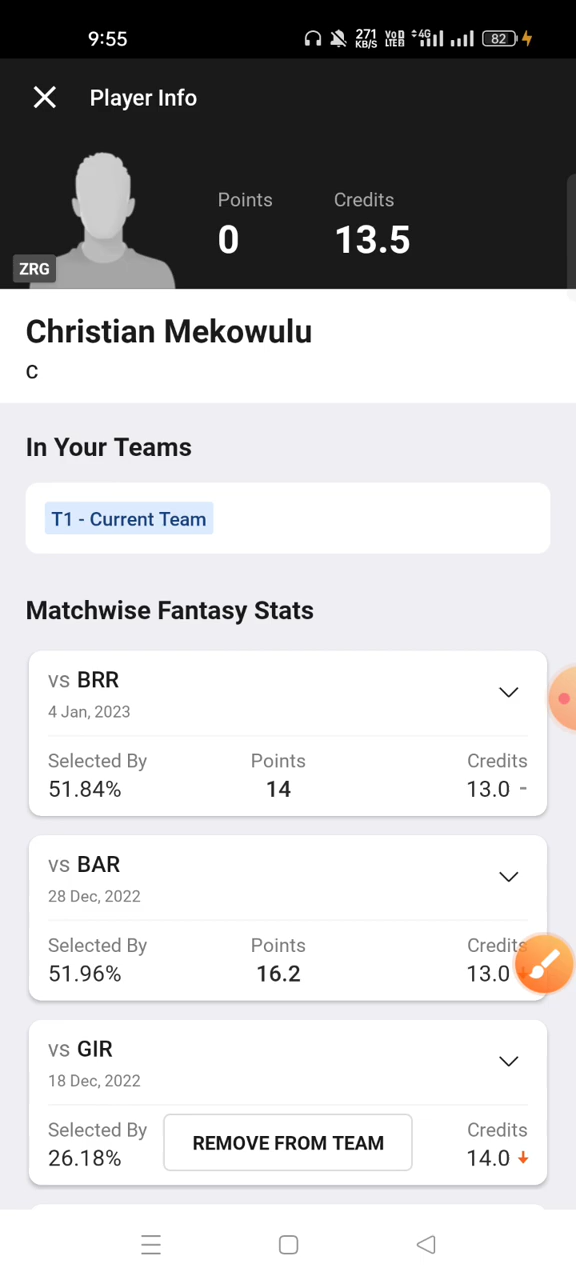 9:55
271 KB/S
VoD LTE2
4G
82
Player Info
Points
Credits
0
13.5
ZRG
Christian Mekowulu
C
In Your Teams
T1 - Current Team
Matchwise Fantasy Stats
vs BRR
4 Jan, 2023
Selected By
Points
Credits
51.84%
14
13.0 -
vs BAR
28 Dec, 2022
Selected By
Points
Credits
51.96%
16.2
13.0
vs GIR
18 Dec, 2022
Selected By
Credits
REMOVE FROM TEAM
26.18%
14.0